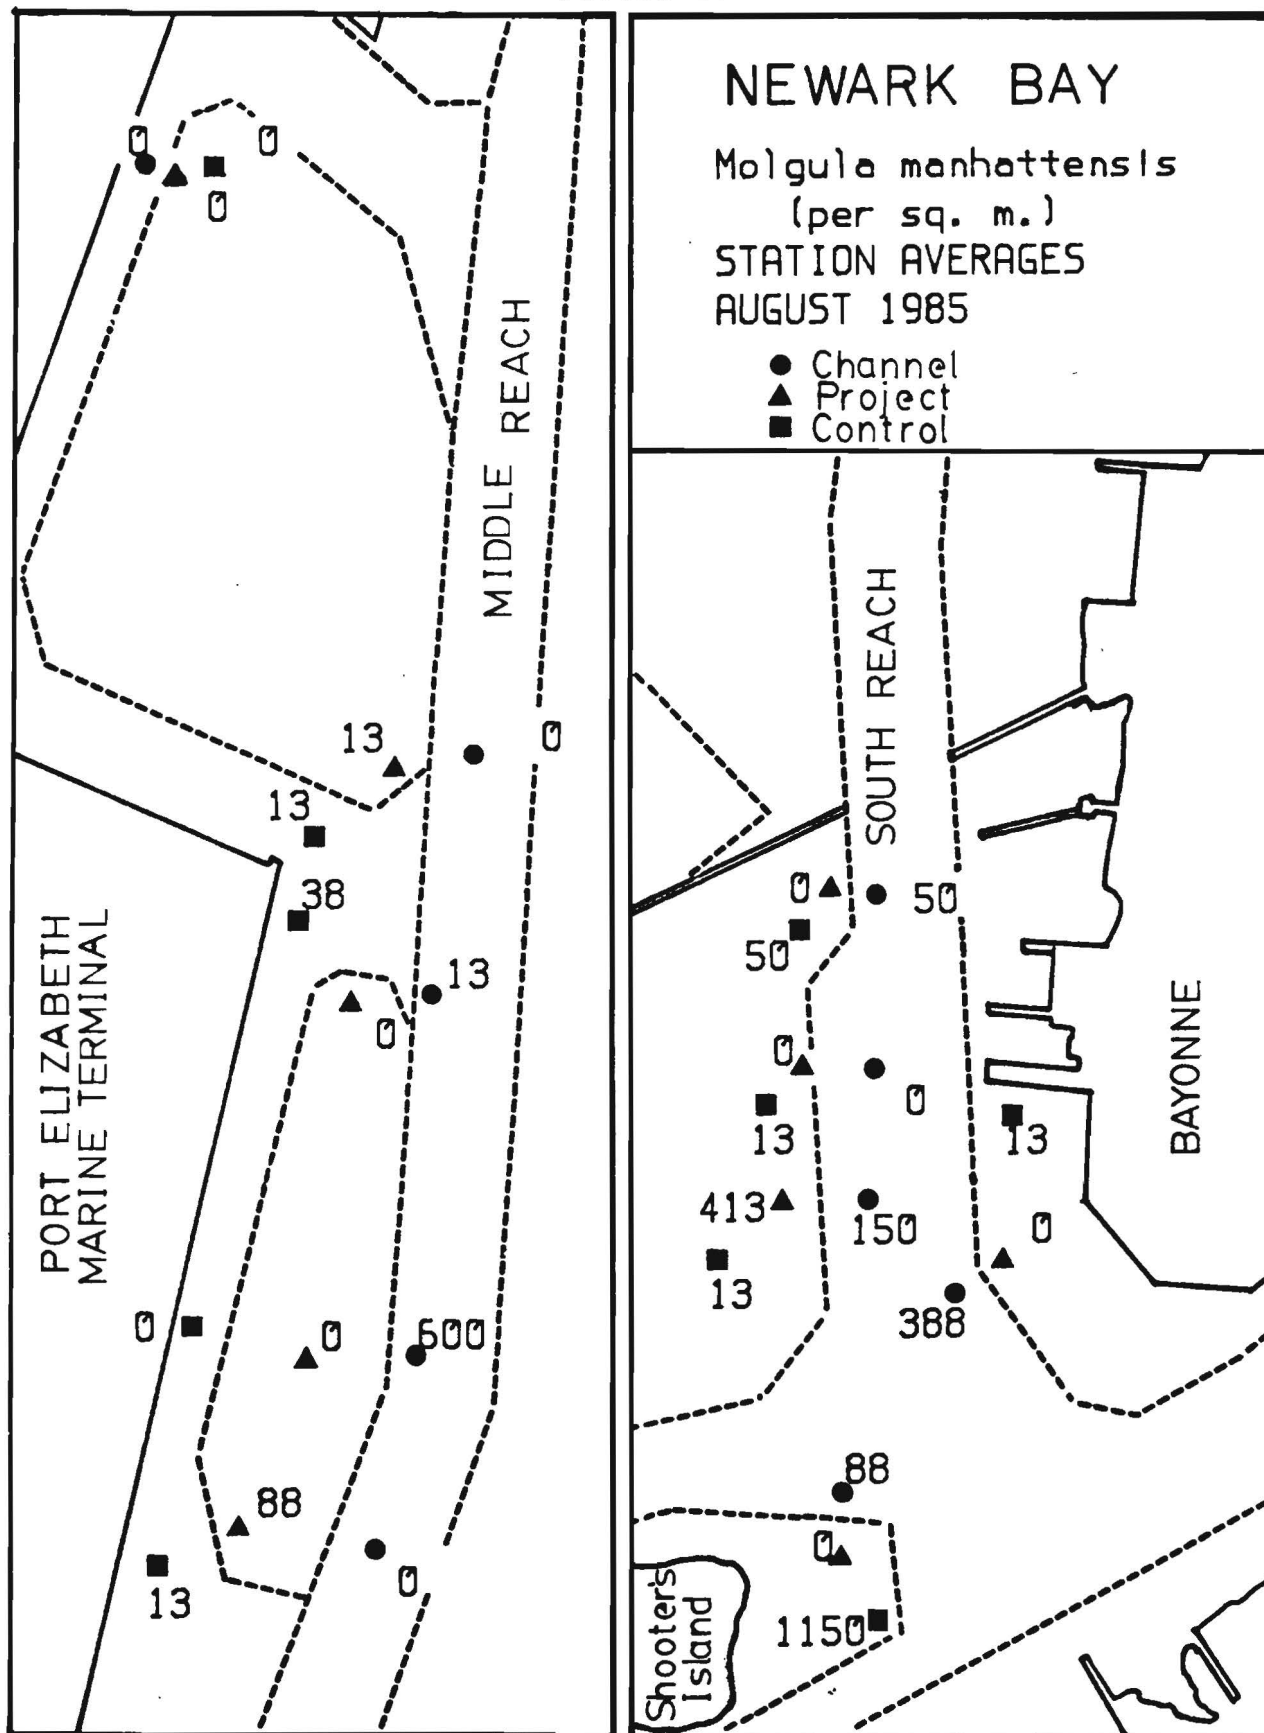 NEWARK BAY
Molgula manhattensis
(per sq. m.)
STATION AVERAGES
AUGUST 1985
Channel
Project
Control
0
0
0
MIDDLE REACH
13
0
13
38
13
0
PORT ELIZABETH
MARINE TERMINAL
0
0
600
88
0
13
SOUTH REACH
0
50
50
0
0
13
13
BAYONNE
413
150
0
13
388
88
0
1150
Shooter's
Island